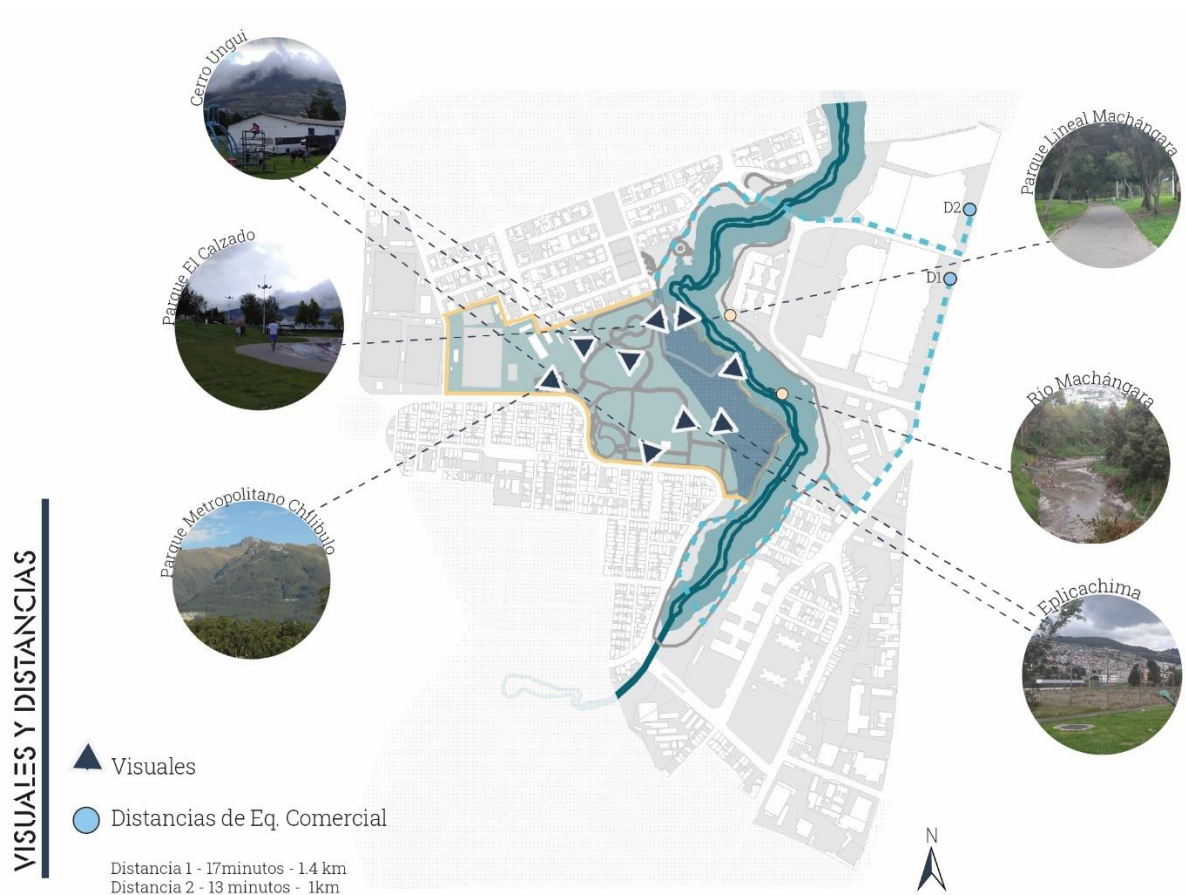 Cerro Ungui
Parque El Calzado
Parque Metropolitano Chilibulo
Parque Lineal Machángara
Río Machángara
Eplicachima
D2
D1
VISUALES Y DISTANCIAS
Visuales
Distancias de Eq. Comercial
Distancia 1 - 17minutos - 1.4 km
Distancia 2 - 13 minutos - 1km
N